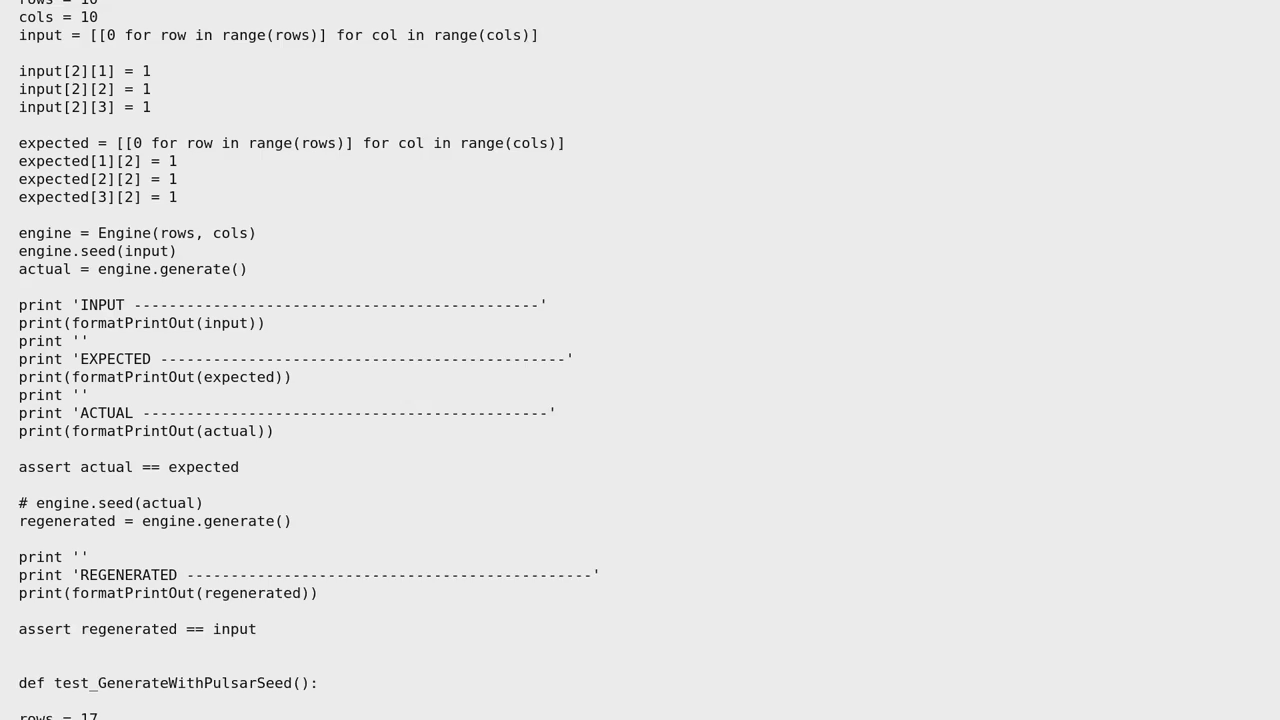 rows = 10
cols = 10
input = [[0 for row in range(rows)] for col in range(cols)]
input[2][1] = 1
input[2][2] = 1
input[2][3] = 1
expected = [[0 for row in range(rows)] for col in range(cols)]
expected[1][2] = 1
expected[2][2] = 1
expected[3][2] = 1
engine = Engine(rows, cols)
engine.seed(input)
actual = engine.generate()
print 'INPUT ----------------------------------------------'
print(formatPrintOut(input))
print ''
print 'EXPECTED ----------------------------------------------'
print(formatPrintOut(expected))
print ''
print 'ACTUAL ----------------------------------------------'
print(formatPrintOut(actual))
assert actual == expected
# engine.seed(actual)
regenerated = engine.generate()
print ''
print 'REGENERATED ----------------------------------------------'
print(formatPrintOut(regenerated))
assert regenerated == input
def test_GenerateWithPulsarSeed():
rows = 17